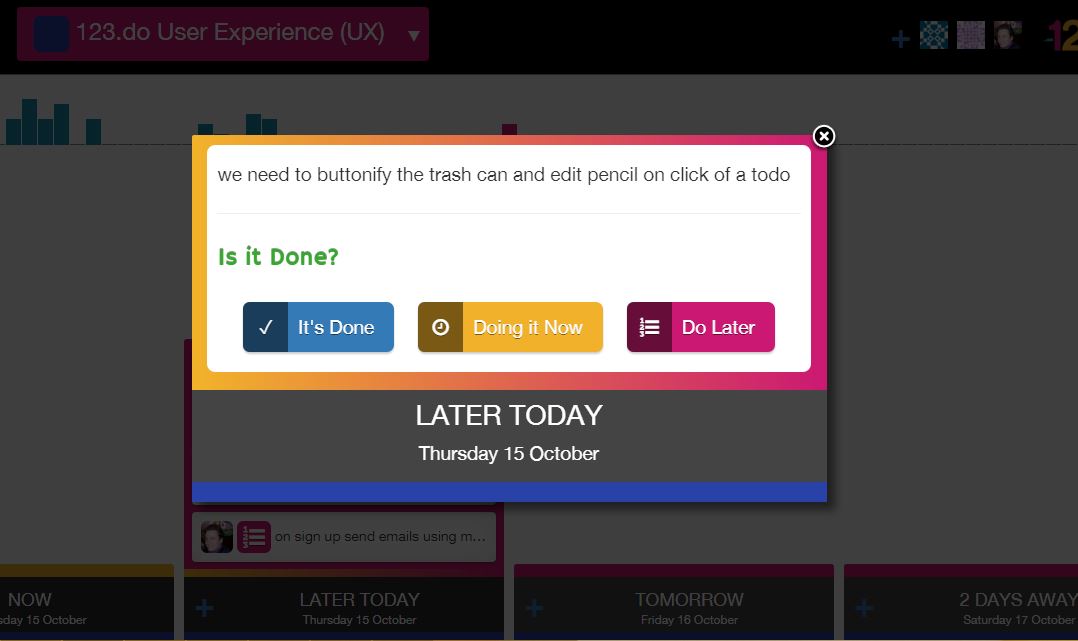 123.do User Experience (UX)
12
we need to buttonify the trash can and edit pencil on click of a todo
Is it Done?
It's Done
Doing it Now
Do Later
LATER TODAY
Thursday 15 October
on sign up send emails using m...
NOW
sday 15 October
LATER TODAY
Thursday 15 October
TOMORROW
Friday 16 October
2 DAYS AWAY
Saturday 17 October